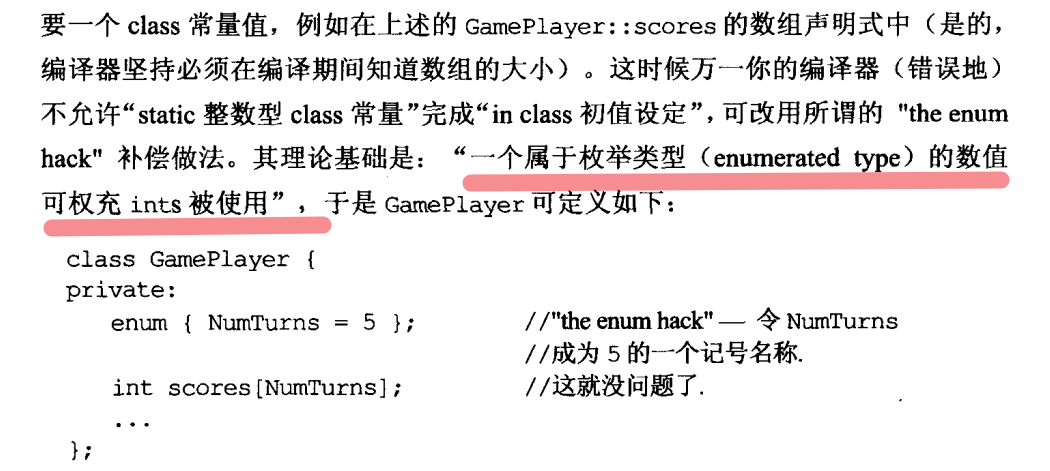 要一个 class 常量值，例如在上述的 GamePlayer::scores 的数组声明式中（是的，
编译器坚持必须在编译期间知道数组的大小）。这时候万一你的编译器（错误地）
不允许“static 整数型 class 常量”完成“in class 初值设定”，可改用所谓的 "the enum
hack" 补偿做法。其理论基础是：“一个属于枚举类型（enumerated type）的数值
可权充 ints 被使用”，于是 GamePlayer 可定义如下：
class GamePlayer {
private:
enum { NumTurns = 5 }; //"the enum hack" — 令 NumTurns
//成为 5 的一个记号名称.
int scores[NumTurns]; //这就没问题了.
...
};